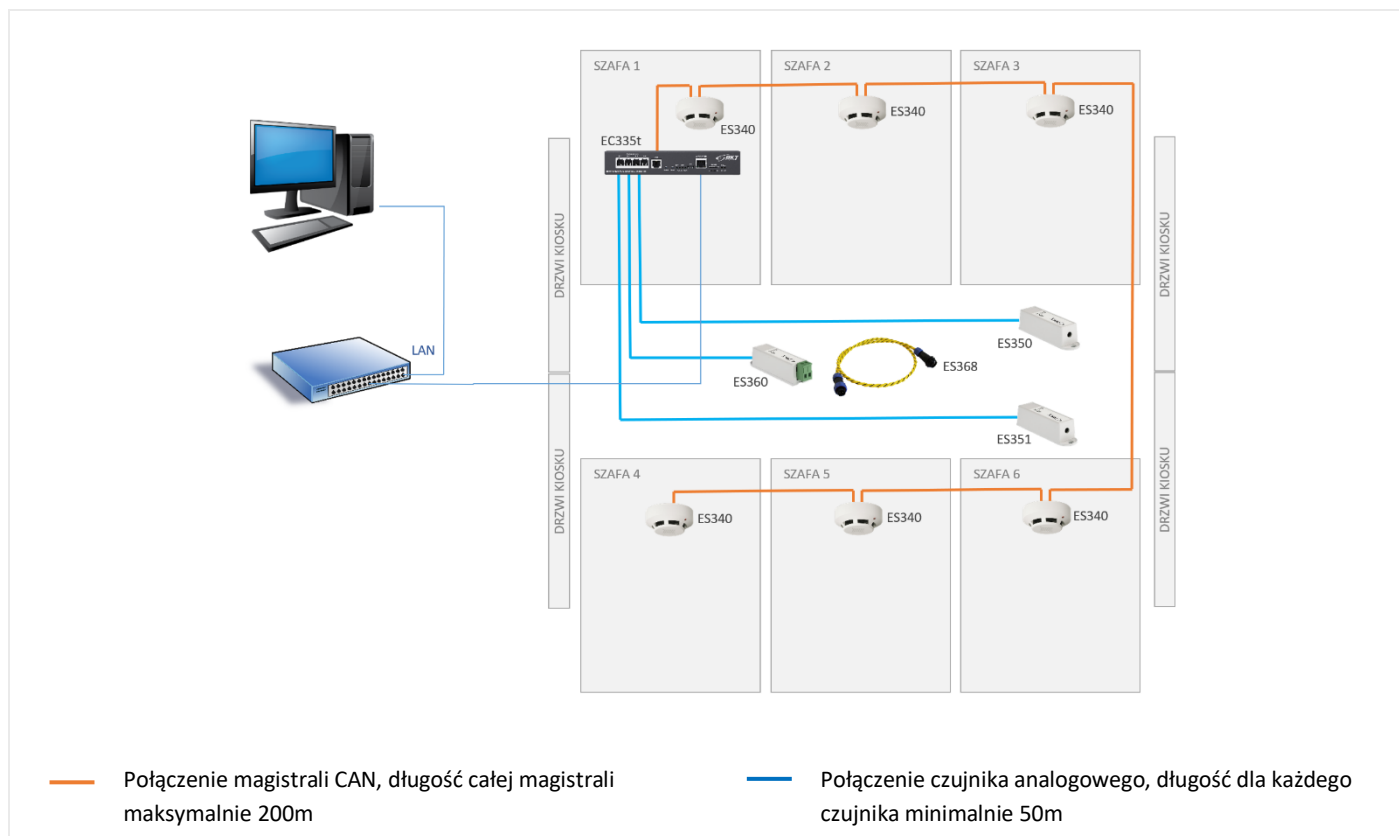 SZAFA 1
SZAFA 2
SZAFA 3
ES340
ES340
ES340
EC335t
DRZWI KIOSKU
DRZWI KIOSKU
ES350
LAN
ES360
ES368
ES351
DRZWI KIOSKU
DRZWI KIOSKU
SZAFA 4
SZAFA 5
SZAFA 6
ES340
ES340
ES340
Połączenie magistrali CAN, długość całej magistrali
maksymalnie 200m
Połączenie czujnika analogowego, długość dla każdego
czujnika minimalnie 50m